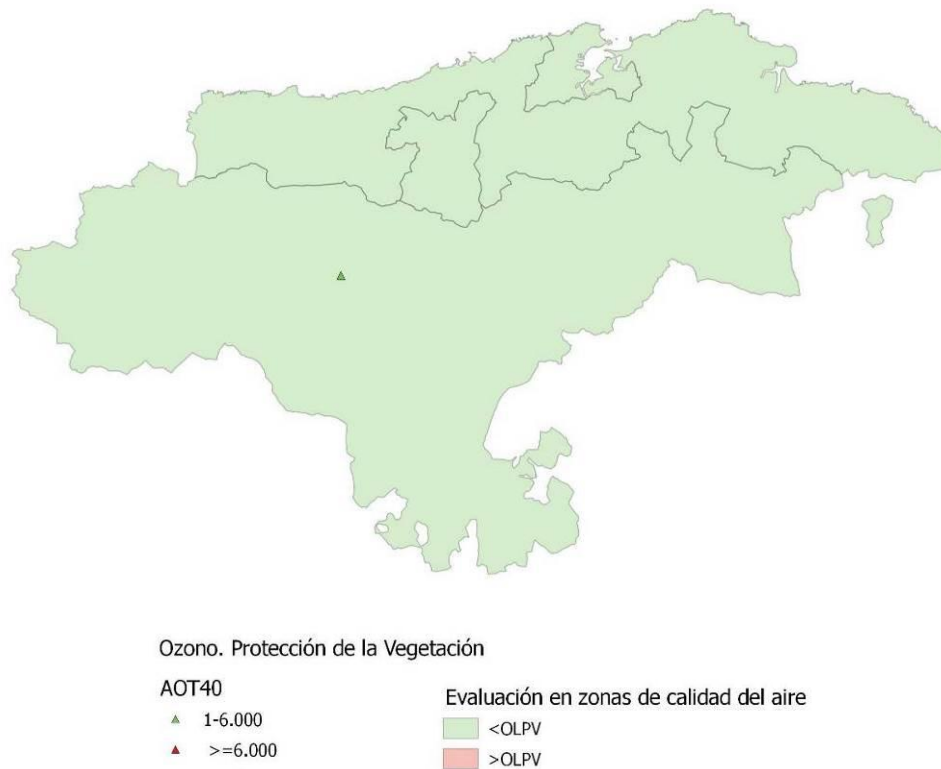 Ozono. Protección de la Vegetación
AOT40
1-6.000
>=6.000
Evaluación en zonas de calidad del aire
<OLPV
>OLPV